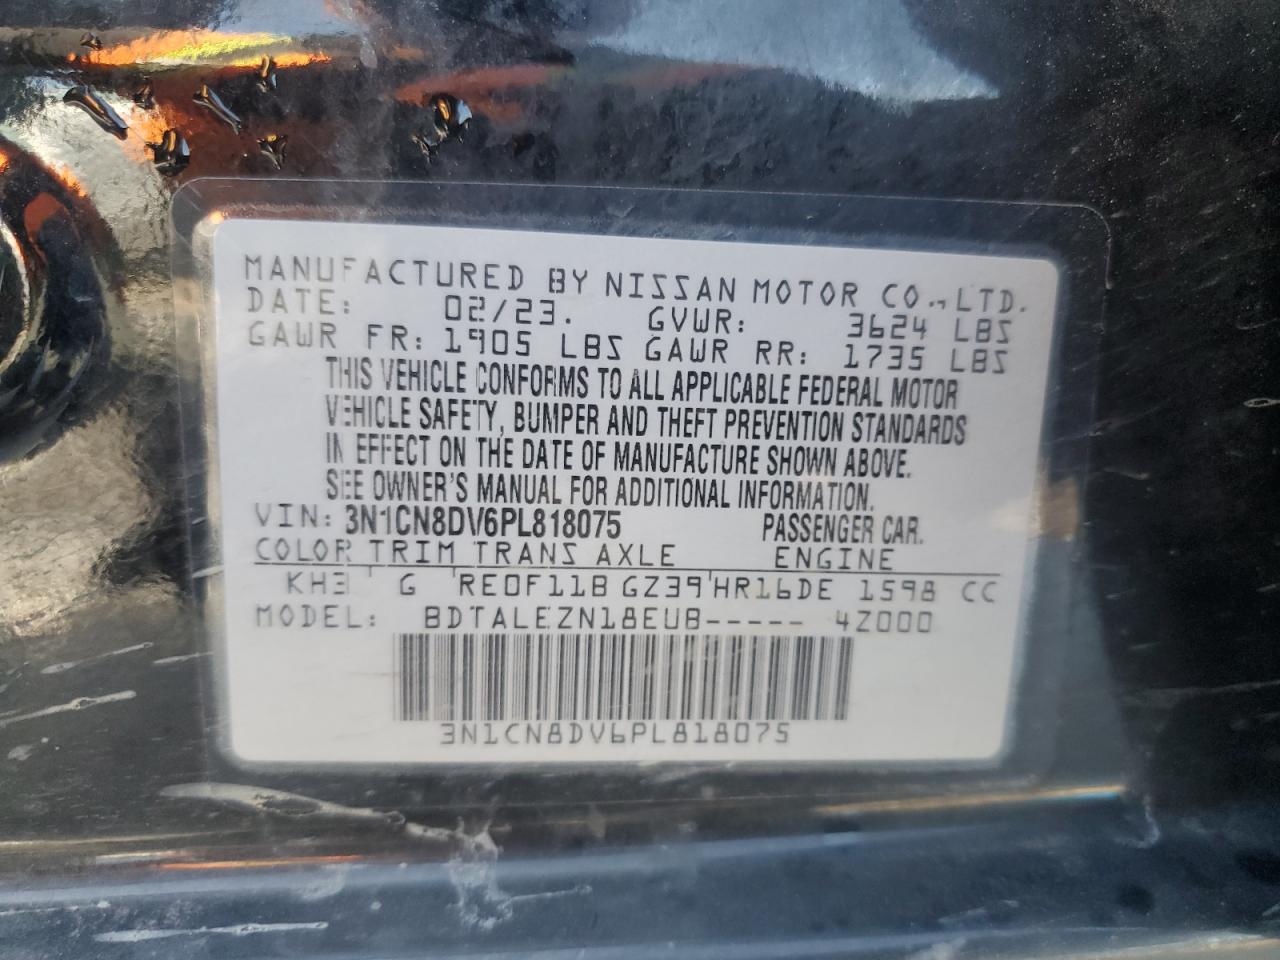 MANUFACTURED BY NISSAN MOTOR CO., LTD.
DATE: 02/23. GVWR: 3624 LBS
GAWR FR: 1905 LBS GAWR RR: 1735 LBS
THIS VEHICLE CONFORMS TO ALL APPLICABLE FEDERAL MOTOR
VEHICLE SAFETY, BUMPER AND THEFT PREVENTION STANDARDS
IN EFFECT ON THE DATE OF MANUFACTURE SHOWN ABOVE.
SEE OWNER'S MANUAL FOR ADDITIONAL INFORMATION.
VIN: 3N1CN8DV6PL818075 PASSENGER CAR.
COLOR TRIM TRANS AXLE ENGINE
KH3 G RE0F11B GZ39 HR16DE 1598 CC
MODEL: BDTALEZN18EUB----- 4Z000
3N1CN8DV6PL818075